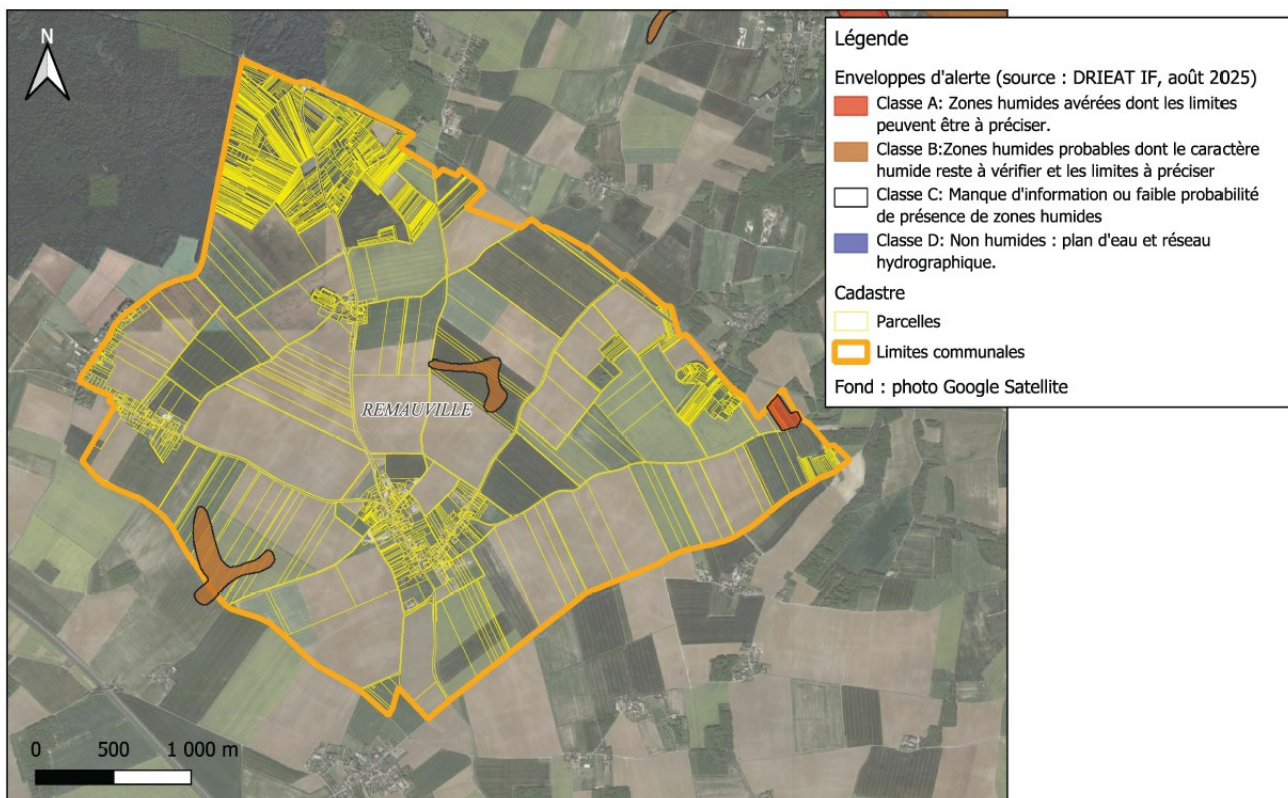 N
Légende
Enveloppes d'alerte (source : DRIEAT IF, août 2025)
Classe A: Zones humides avérées dont les limites
peuvent être à préciser.
Classe B:Zones humides probables dont le caractère
humide reste à vérifier et les limites à préciser
Classe C: Manque d'information ou faible probabilité
de présence de zones humides
Classe D: Non humides : plan d'eau et réseau
hydrographique.
Cadastre
Parcelles
Limites communales
Fond : photo Google Satellite
REMAUVILLE
0 500 1 000 m